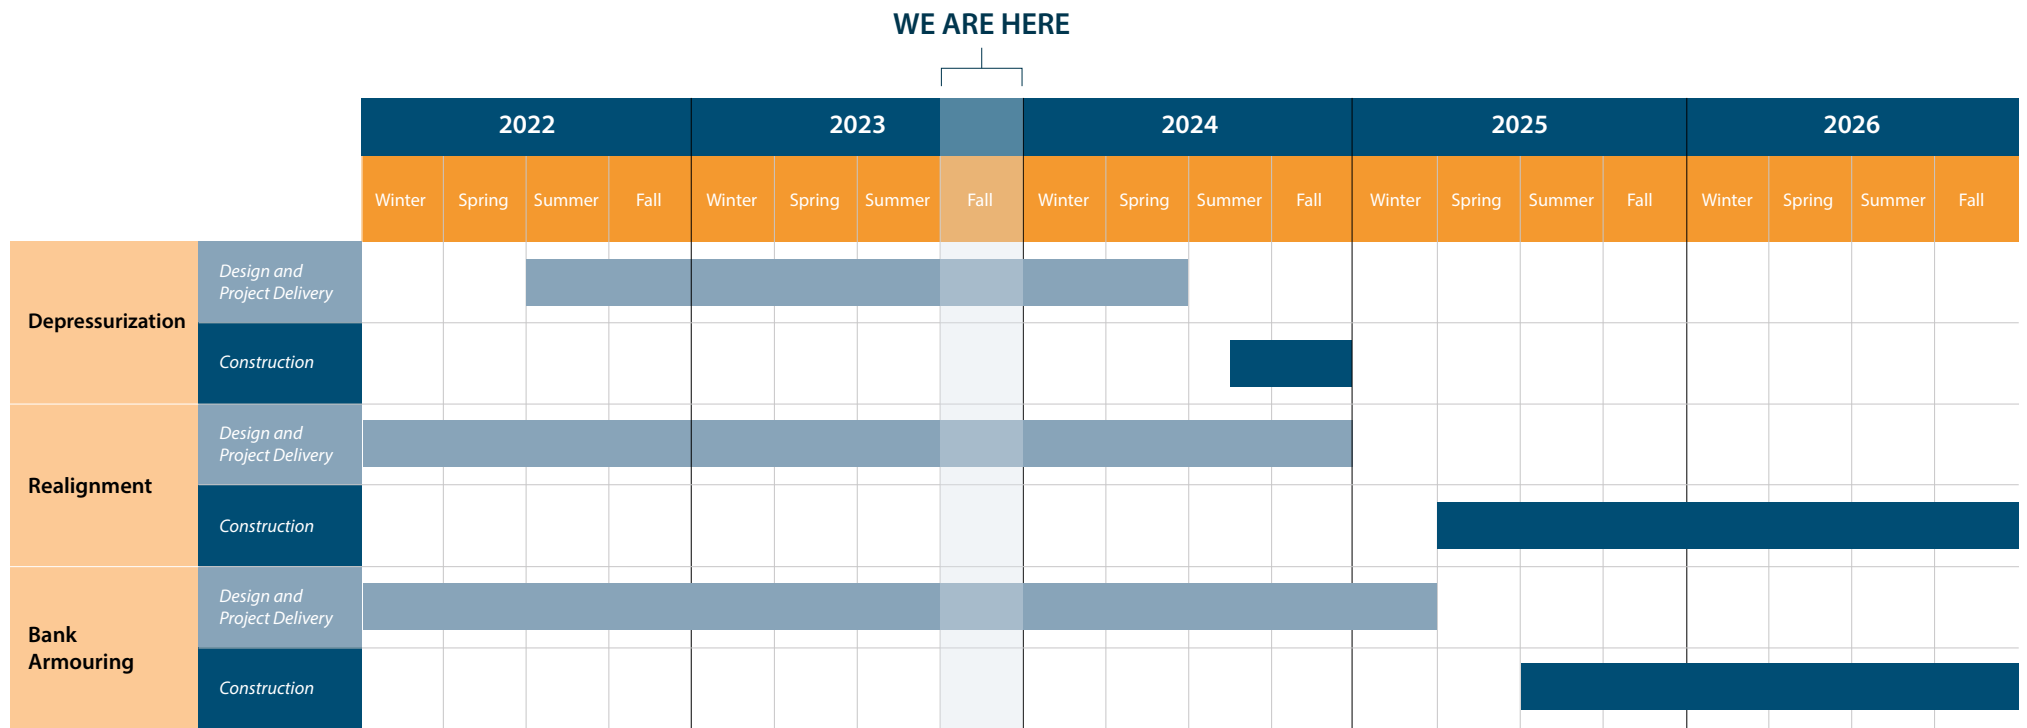 WE ARE HERE
2022 2023 2024 2025 2026
Winter Spring Summer Fall Winter Spring Summer Fall Winter Spring Summer Fall Winter Spring Summer Fall Winter Spring Summer Fall
Depressurization
Design and
Project Delivery
Construction
Realignment
Design and
Project Delivery
Construction
Bank
Armouring
Design and
Project Delivery
Construction